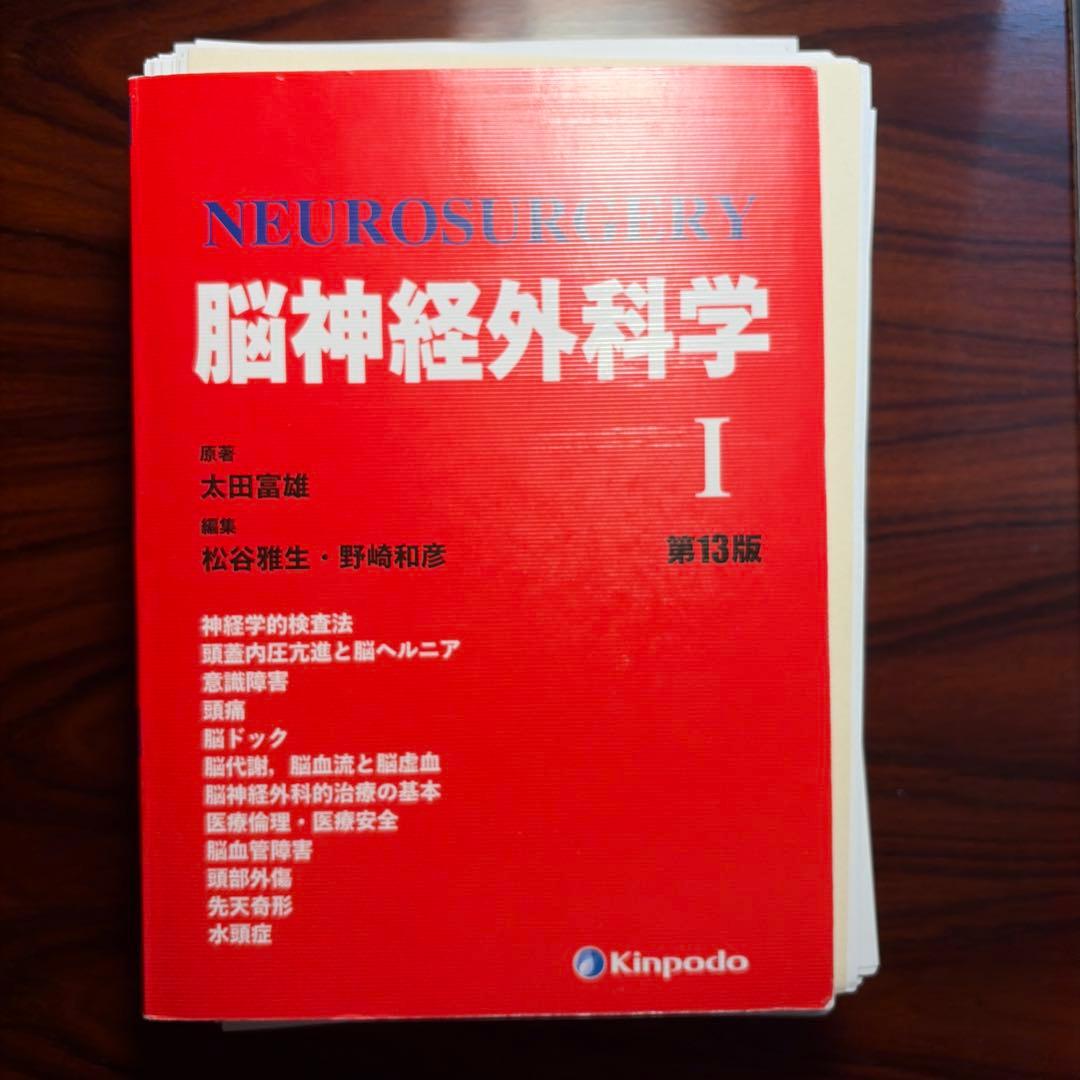 NEUROSURGERY
脳神経外科学
I
原著
太田富雄
編集
松谷雅生・野崎和彦
第13版
神経学的検査法
頭蓋内圧亢進と脳ヘルニア
意識障害
頭痛
脳ドック
脳代謝，脳血流と脳虚血
脳神経外科的治療の基本
医療倫理・医療安全
脳血管障害
頭部外傷
先天奇形
水頭症
Kinpodo